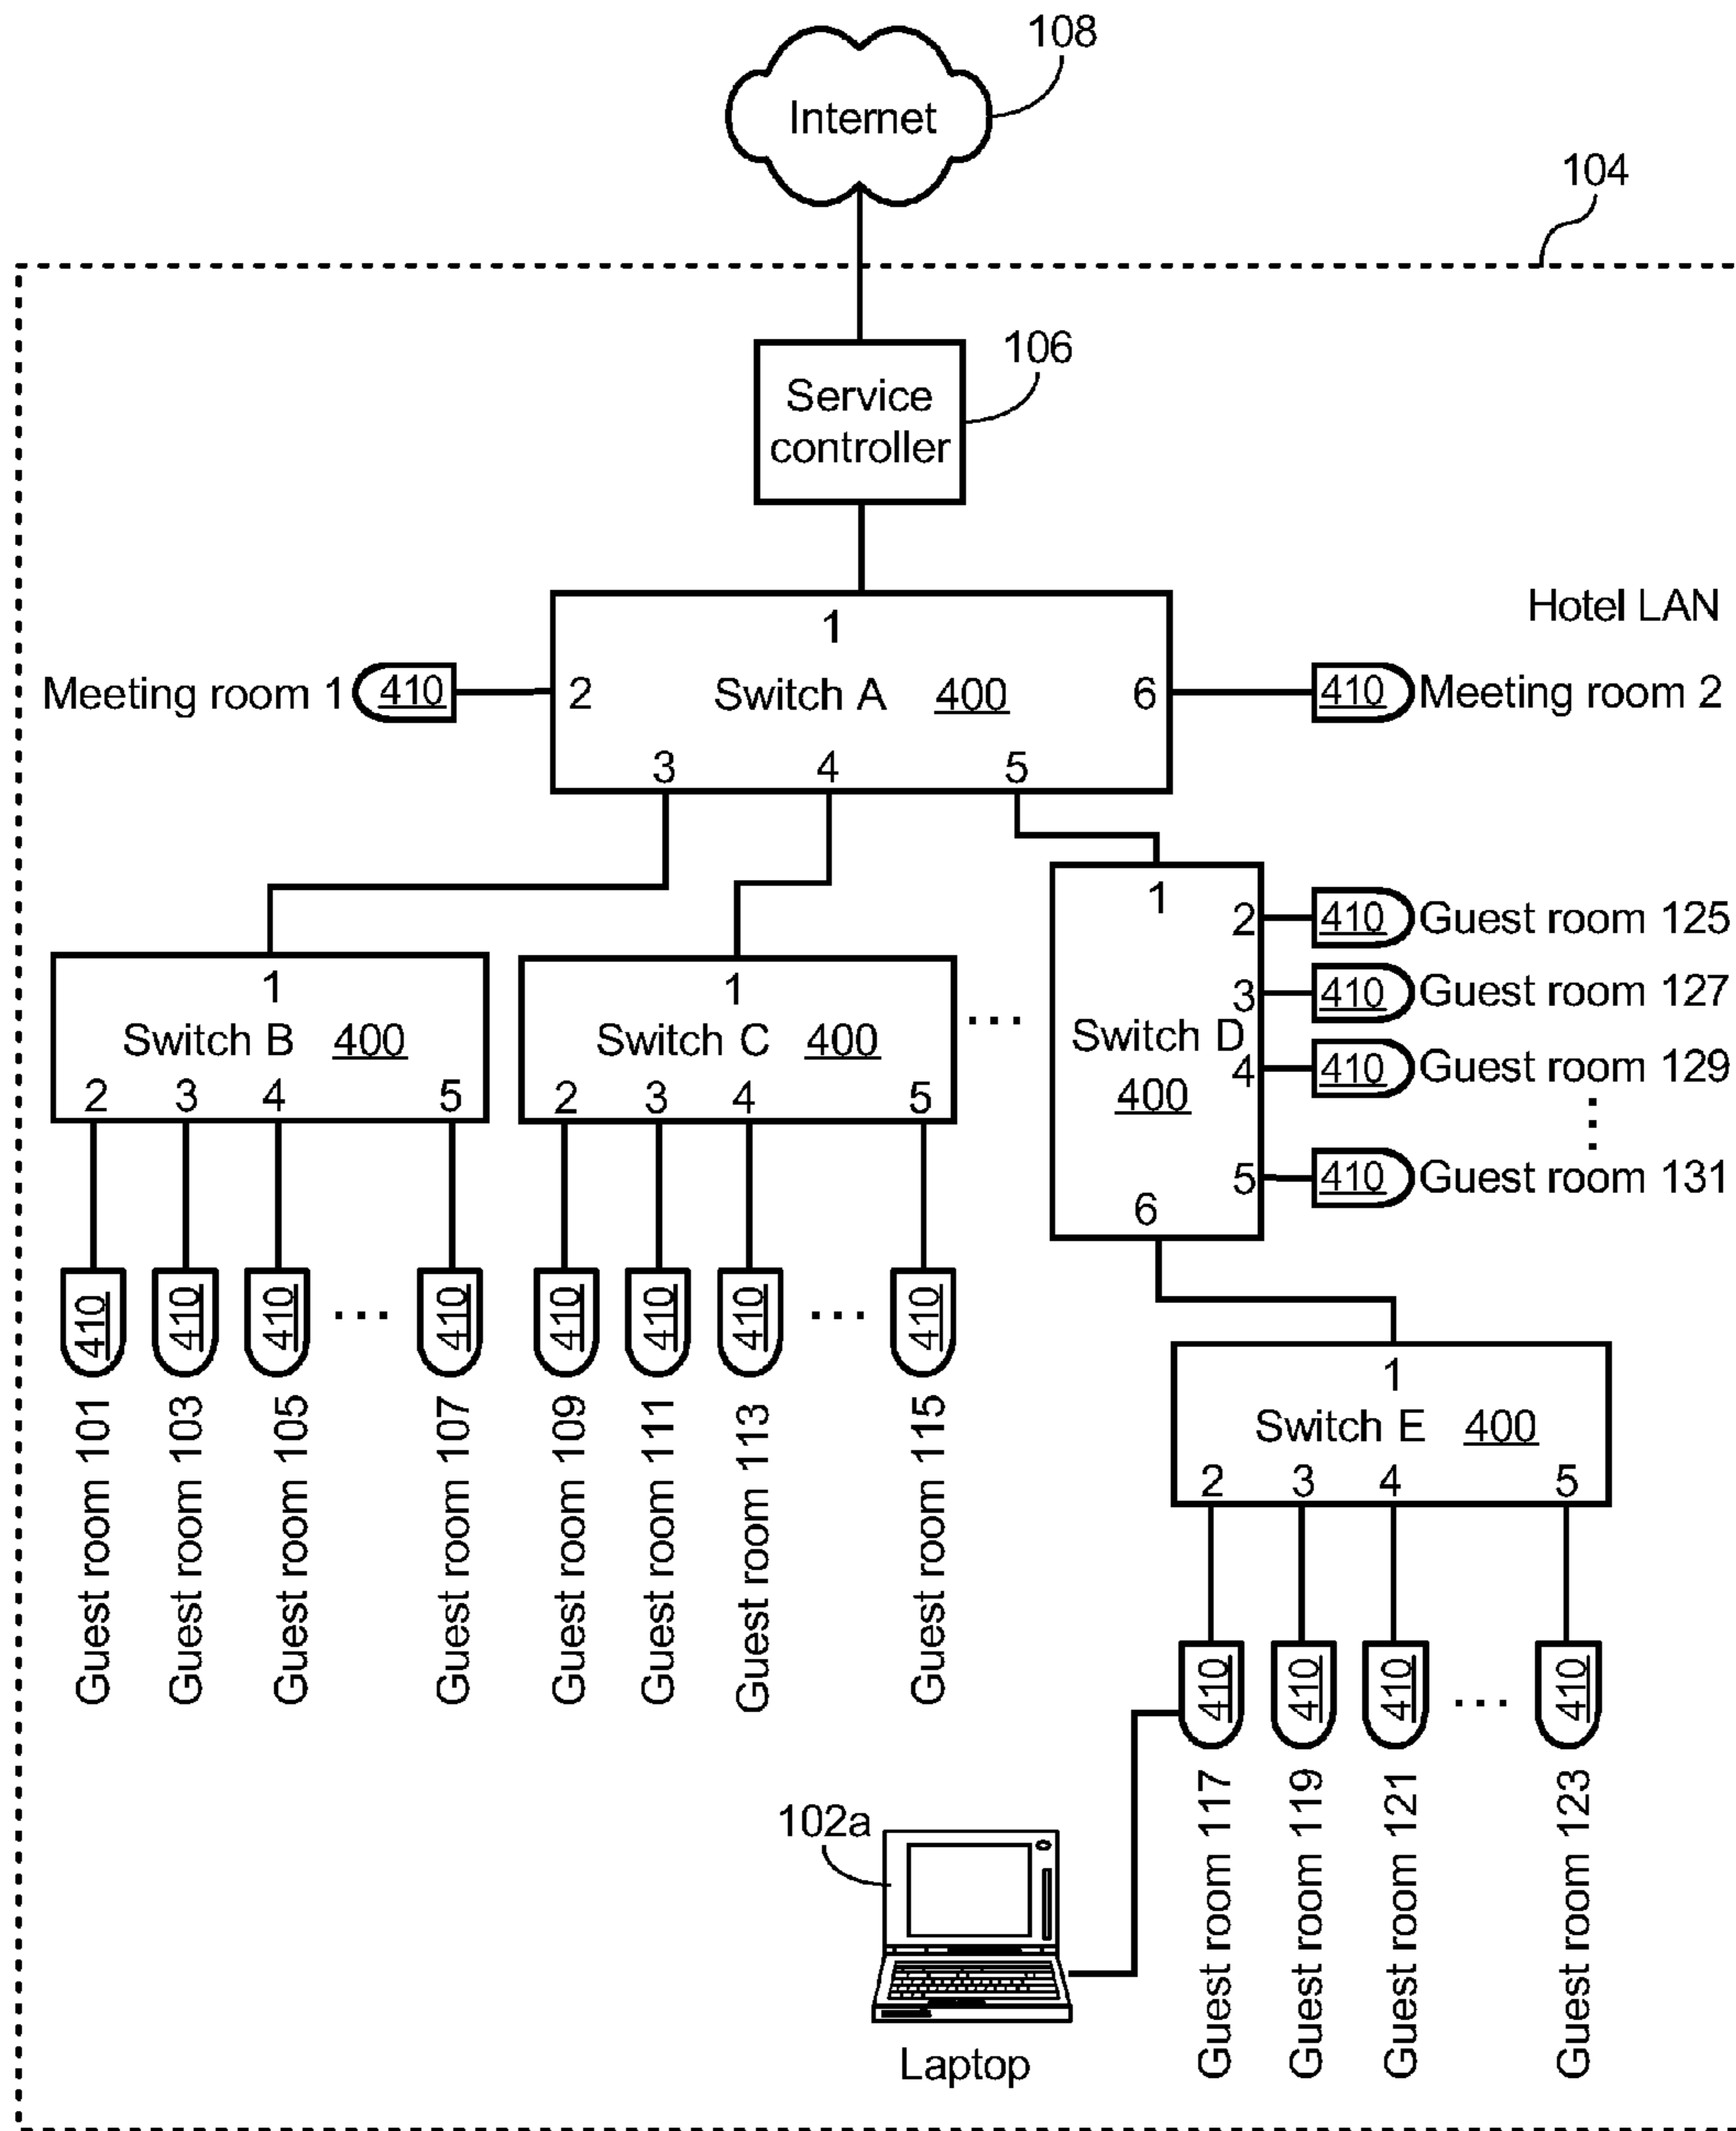 108
Internet
104
106
Service
controller
Hotel LAN
1
Meeting room 1
410
2
Switch A
400
6
410
Meeting room 2
3
4
5
1
2
410
Guest room 125
3
410
Guest room 127
Switch D
400
4
410
Guest room 129
5
410
Guest room 131
6
1
Switch B
400
2
3
4
5
1
Switch C
400
2
3
4
5
...
410
410
410
...
410
410
410
410
...
410
Guest room 101
Guest room 103
Guest room 105
Guest room 107
Guest room 109
Guest room 111
Guest room 113
Guest room 115
1
Switch E
400
2
3
4
5
410
410
410
...
410
Guest room 117
Guest room 119
Guest room 121
Guest room 123
102a
Laptop